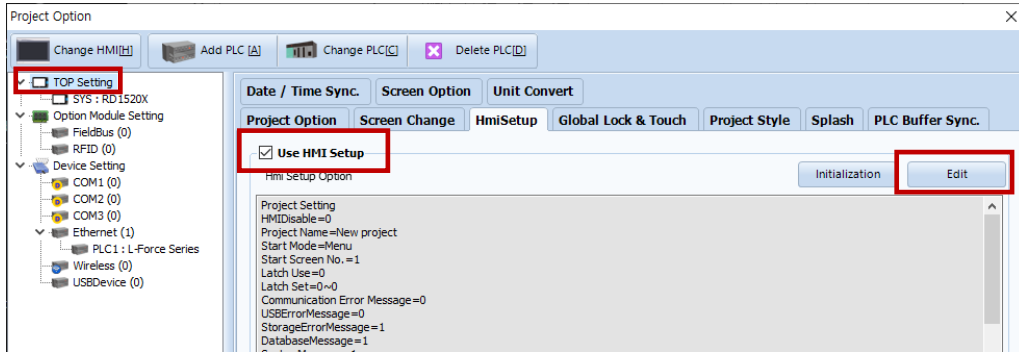 Project Option
Change HMI[H]
Add PLC [A]
Change PLC[C]
Delete PLC[D]
TOP Setting
SYS : RD1520X
Option Module Setting
FieldBus (0)
RFID (0)
Device Setting
COM1 (0)
COM2 (0)
COM3 (0)
Ethernet (1)
PLC1 : L-Force Series
Wireless (0)
USBDevice (0)
Date / Time Sync.
Screen Option
Unit Convert
Project Option
Screen Change
HmiSetup
Global Lock & Touch
Project Style
Splash
PLC Buffer Sync.
Use HMI Setup
Hmi Setup Option
Initialization
Edit
Project Setting
HMIDisable=0
Project Name=New project
Start Mode=Menu
Start Screen No.=1
Latch Use=0
Latch Set=0~0
Communication Error Message=0
USBErrorMessage=0
StorageErrorMessage=1
DatabaseMessage=1